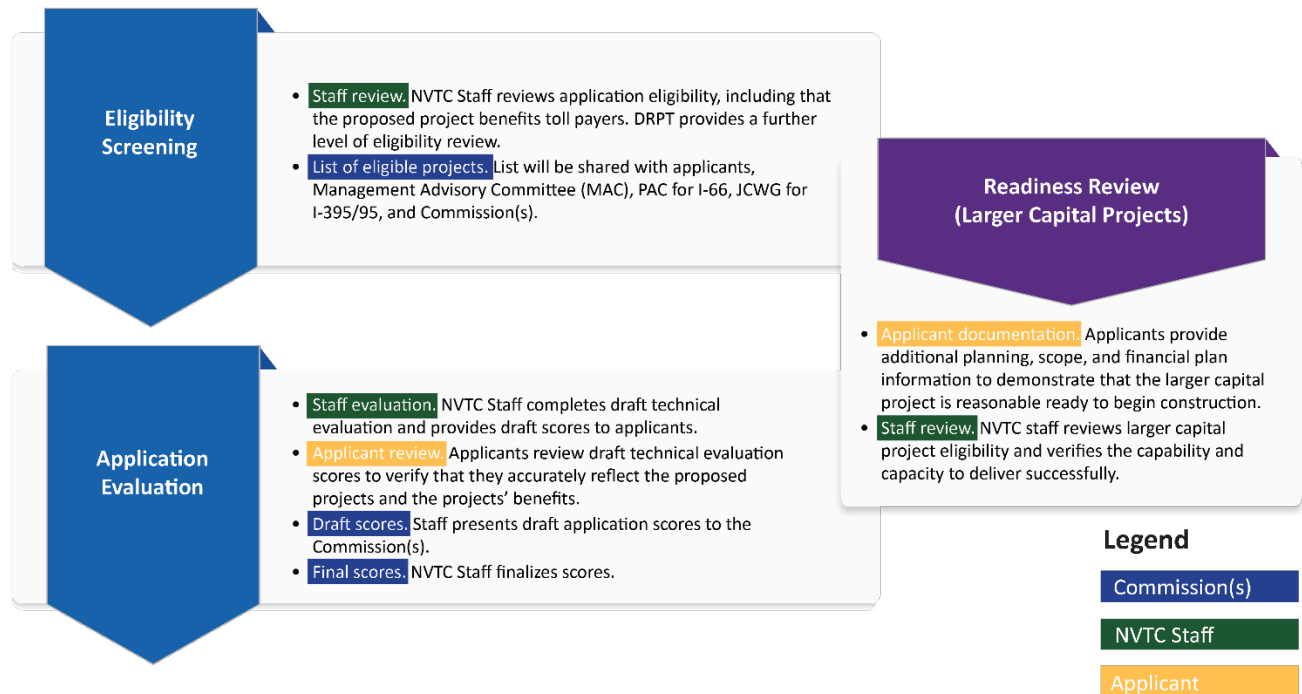 Eligibility
Screening
• Staff review. NVTC Staff reviews application eligibility, including that
the proposed project benefits toll payers. DRPT provides a further
level of eligibility review.
• List of eligible projects. List will be shared with applicants,
Management Advisory Committee (MAC), PAC for I-66, JCWG for
I-395/95, and Commission(s).
Readiness Review
(Larger Capital Projects)
• Applicant documentation. Applicants provide
additional planning, scope, and financial plan
information to demonstrate that the larger capital
project is reasonable ready to begin construction.
• Staff review. NVTC staff reviews larger capital
project eligibility and verifies the capability and
capacity to deliver successfully.
Application
Evaluation
• Staff evaluation. NVTC Staff completes draft technical
evaluation and provides draft scores to applicants.
• Applicant review. Applicants review draft technical evaluation
scores to verify that they accurately reflect the proposed
projects and the projects’ benefits.
• Draft scores. Staff presents draft application scores to the
Commission(s).
• Final scores. NVTC Staff finalizes scores.
Legend
Commission(s)
NVTC Staff
Applicant